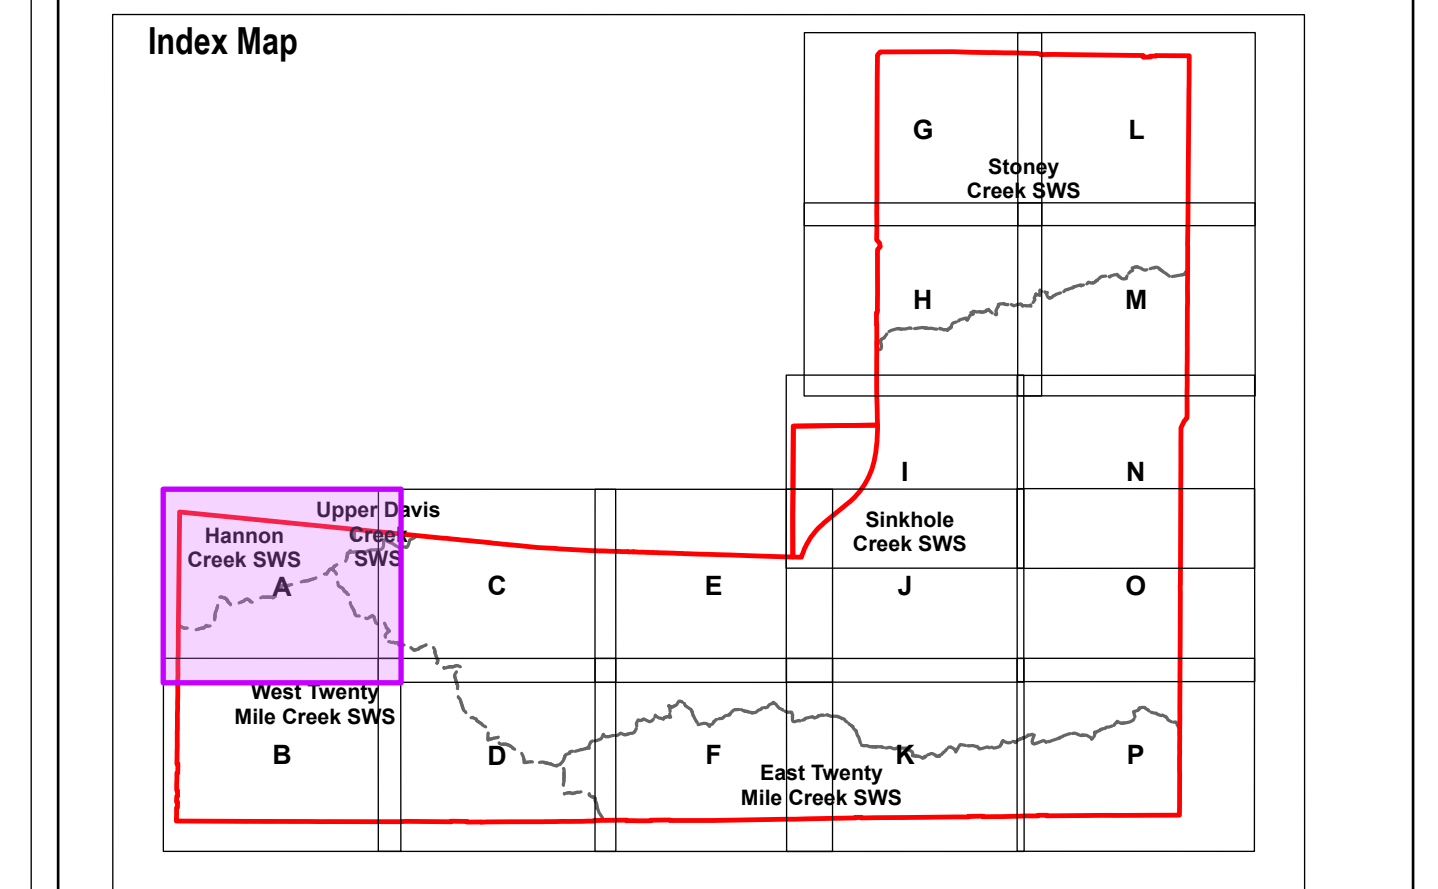 Index Map
G
L
Stoney
Creek SWS
H
M
I
N
Upper Davis
Creek
SWS
Hannon
Creek SWS
Sinkhole
Creek SWS
A
C
E
J
O
West Twenty
Mile Creek SWS
B
D
F
K
P
East Twenty
Mile Creek SWS